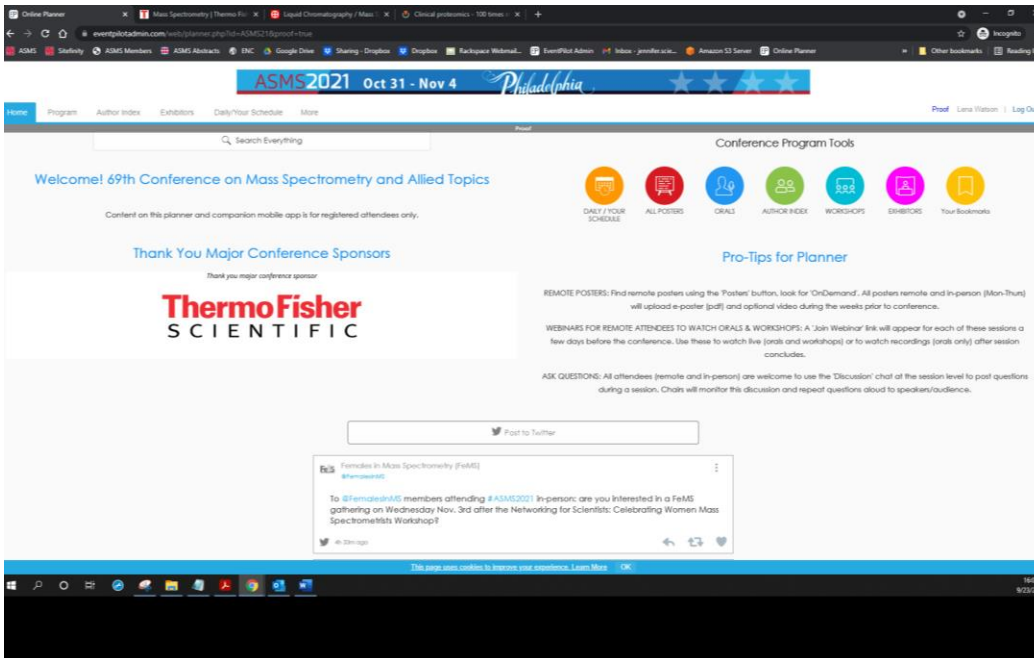 Online Planner
Mass Spectrometry | Thermo Fis
Liquid Chromatography / Mass S
Clinical proteomics - 100 times
eventpilotadmin.com/web/planner.php?id=ASMS21&proof=true
Incognito
ASMS
Sitefinity
ASMS Members
ASMS Abstracts
ENC
Google Drive
Sharing - Dropbox
Dropbox
Rackspace Webmail...
EventPilot Admin
Inbox - jennifer.scie...
Amazon S3 Server
Online Planner
Other bookmarks
Reading
ASMS2021 Oct 31 - Nov 4 Philadelphia
Home
Program
Author Index
Exhibitors
Daily/Your Schedule
More
Proof
Lena Watson | Log Ou
Proof
Search Everything
Conference Program Tools
DAILY / YOUR
SCHEDULE
ALL POSTERS
ORALS
AUTHOR INDEX
WORKSHOPS
EXHIBITORS
Your Bookmarks
Welcome! 69th Conference on Mass Spectrometry and Allied Topics
Content on this planner and companion mobile app is for registered attendees only.
Thank You Major Conference Sponsors
Thank you major conference sponsor
ThermoFisher
SCIENTIFIC
Pro-Tips for Planner
REMOTE POSTERS: Find remote posters using the 'Posters' button, look for 'OnDemand'. All posters remote and in-person (Mon-Thurs)
will upload e-poster (pdf) and optional video during the weeks prior to conference.
WEBINARS FOR REMOTE ATTENDEES TO WATCH ORALS & WORKSHOPS: A 'Join Webinar' link will appear for each of these sessions a
few days before the conference. Use these to watch live (orals and workshops) or to watch recordings (orals only) after session
concludes.
ASK QUESTIONS: All attendees (remote and in-person) are welcome to use the 'Discussion' chat at the session level to post questions
during a session. Chairs will monitor this discussion and repeat questions aloud to speakers/audience.
Post to Twitter
FeMS
Females in Mass Spectrometry (FeMS)
@FemalesInMS
To @FemalesInMS members attending #ASMS2021 in-person: are you interested in a FeMS
gathering on Wednesday Nov. 3rd after the Networking for Scientists: Celebrating Women Mass
Spectrometrists Workshop?
4h 20m ago
This page uses cookies to improve your experience. Learn More
OK
16:0
9/23/2